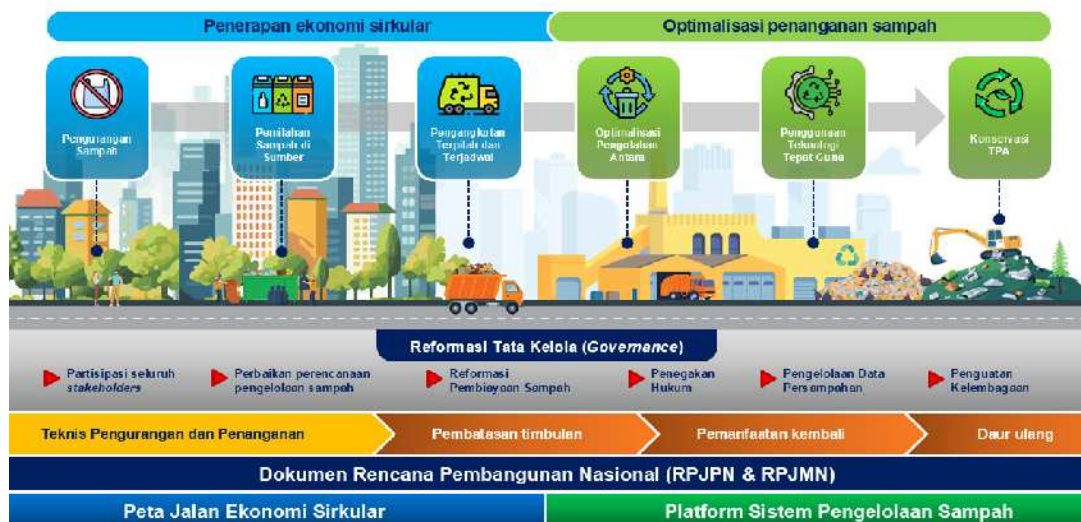 Penerapan ekonomi sirkular
Optimalisasi penanganan sampah
Pengurangan
Sampah
Pemilahan
Sampah di
Sumber
Pengangkutan
Terpilah dan
Terjadwal
Optimalisasi
Pengolahan
Antara
Penggunaan
Teknologi
Tepat Guna
Konservasi
TPA
Reformasi Tata Kelola (Governance)
Partisipasi seluruh
stakeholders
Perbaikan perencanaan
pengelolaan sampah
Reformasi
Pembiayaan Sampah
Penegakan
Hukum
Pengelolaan Data
Persampahan
Penguatan
Kelembagaan
Teknis Pengurangan dan Penanganan
Pembatasan timbulan
Pemanfaatan kembali
Daur ulang
Dokumen Rencana Pembangunan Nasional (RPJPN & RPJMN)
Peta Jalan Ekonomi Sirkular
Platform Sistem Pengelolaan Sampah